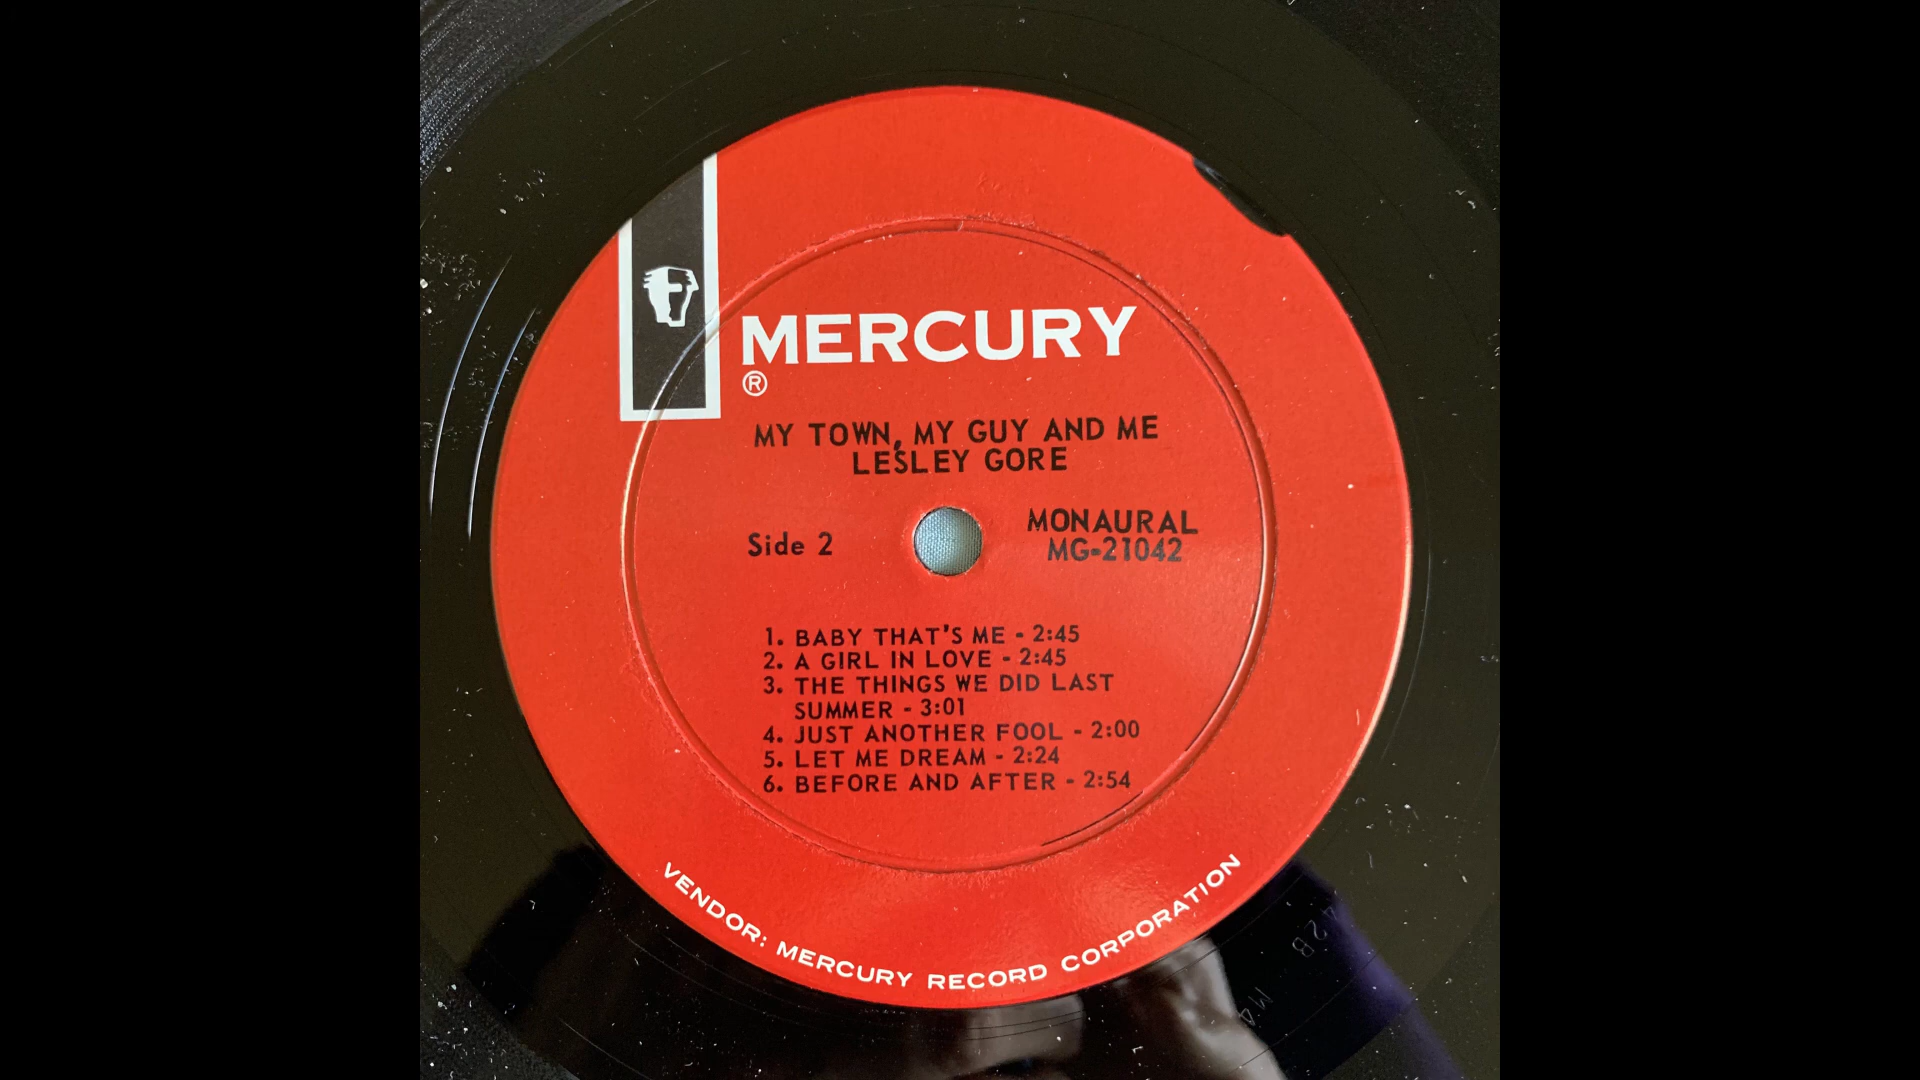 MERCURY
®
MY TOWN, MY GUY AND ME
LESLEY GORE
Side 2
MONAURAL
MG-21042
1. BABY THAT'S ME - 2:45
2. A GIRL IN LOVE - 2:45
3. THE THINGS WE DID LAST
SUMMER - 3:01
4. JUST ANOTHER FOOL - 2:00
5. LET ME DREAM - 2:24
6. BEFORE AND AFTER - 2:54
VENDOR: MERCURY RECORD CORPORATION